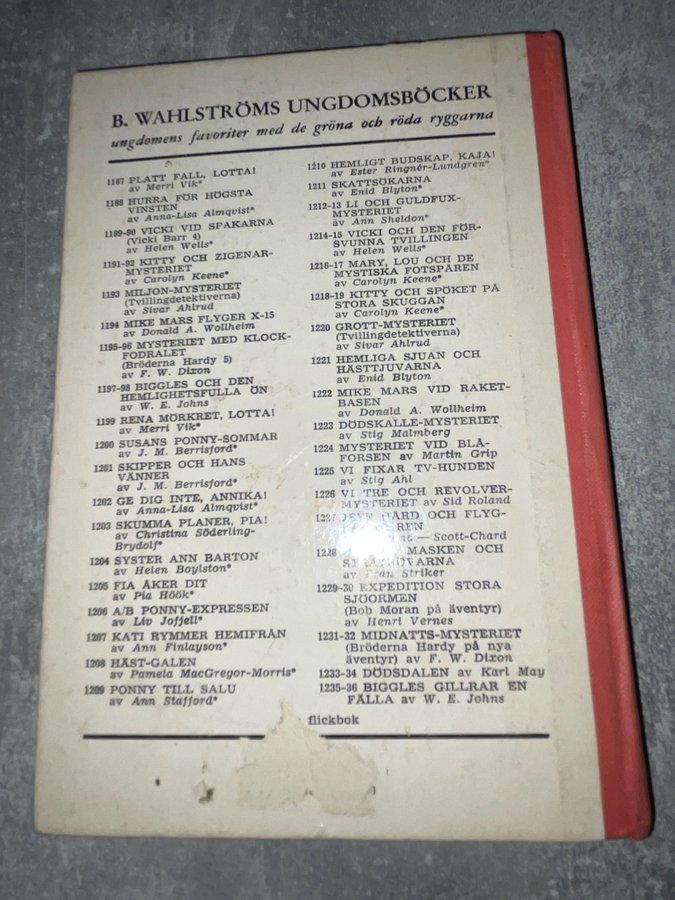 B. WAHLSTRÖMS UNGDOMSBÖCKER
ungdomens favoriter med de gröna och röda ryggarna
1187 PLATT FALL, LOTTA!
av Merri Vik*
1188 HURRA FÖR HÖGSTA
VINSTEN
av Anna-Lisa Almqvist*
1189-90 VICKI VID SPAKARNA
(Vicki Barr 4)
av Helen Wells*
1191-92 KITTY OCH ZIGENAR-
MYSTERIET
av Carolyn Keene*
1193 MILJON-MYSTERIET
(Tvillingdetektiverna)
av Sivar Ahlrud
1194 MIKE MARS FLYGER X-15
av Donald A. Wollheim
1195-96 MYSTERIET MED KLOCK-
FODRALET
(Bröderna Hardy 5)
av F. W. Dixon
1197-98 BIGGLES OCH DEN
HEMLIGHETSFULLA ÖN
av W. E. Johns
1199 RENA MÖRKRET, LOTTA!
av Merri Vik*
1200 SUSANS PONNY-SOMMAR
av J. M. Berrisford*
1201 SKIPPER OCH HANS
VÄNNER
av J. M. Berrisford*
1202 GE DIG INTE, ANNIKA!
av Anna-Lisa Almqvist*
1203 SKUMMA PLANER, PIA!
av Christina Söderling-
Brydolf*
1204 SYSTER ANN BARTON
av Helen Boylston*
1205 FIA ÅKER DIT
av Pia Höök*
1206 A/B PONNY-EXPRESSEN
av Liv Joffell*
1207 KATI RYMMER HEMIFRÅN
av Ann Finlayson*
1208 HÄST-GALEN
av Pamela MacGregor-Morris*
1209 PONNY TILL SALU
av Ann Stafford*
1210 HEMLIGT BUDSKAP, KAJA!
av Ester Ringnér-Lundgren*
1211 SKATTSÖKARNA
av Enid Blyton*
1212-13 LI OCH GULDFUX-
MYSTERIET
av Ann Sheldon*
1214-15 VICKI OCH DEN FÖR-
SVUNNA TVILLINGEN
av Helen Wells*
1216-17 MARY, LOU OCH DE
MYSTISKA FOTSPÅREN
av Carolyn Keene*
1218-19 KITTY OCH SPÖKET PÅ
STORA SKUGGAN
av Carolyn Keene*
1220 GROTT-MYSTERIET
(Tvillingdetektiverna)
av Sivar Ahlrud
1221 HEMLIGA SJUAN OCH
HÄSTTJUVARNA
av Enid Blyton
1222 MIKE MARS VID RAKET-
BASEN
av Donald A. Wollheim
1223 DÖDSKALLE-MYSTERIET
av Stig Malmberg
1224 MYSTERIET VID BLÅ-
FORSEN av Martin Grip
1225 VI FIXAR TV-HUNDEN
av Stig Ahl
1226 VI TRE OCH REVOLVER-
MYSTERIET av Sid Roland
1227 HÅRD OCH FLYG-
— Scott-Chard
1228 MASKEN OCH
av Fran Striker
1229-30 EXPEDITION STORA
SJÖORMEN
(Bob Moran på äventyr)
av Henri Vernes
1231-32 MIDNATTS-MYSTERIET
(Bröderna Hardy på nya
äventyr) av F. W. Dixon
1233-34 DÖDSDALEN av Karl May
1235-36 BIGGLES GILLRAR EN
FÄLLA av W. E. Johns
flickbok